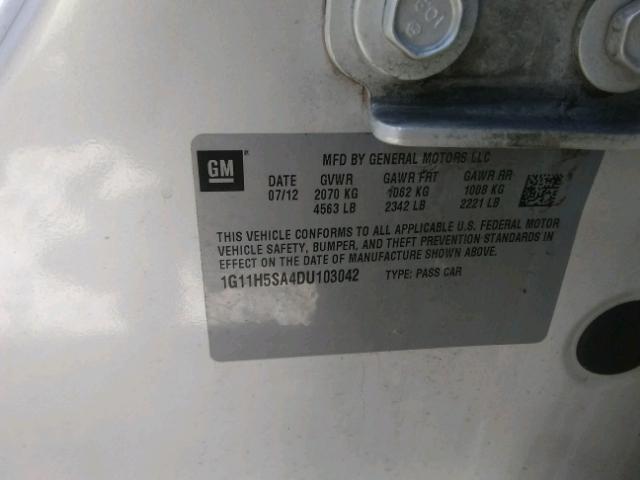 GM
MFD BY GENERAL MOTORS LLC
DATE GVWR GAWR FRT GAWR RR
07/12 2070 KG 1062 KG 1008 KG
4563 LB 2342 LB 2221 LB
THIS VEHICLE CONFORMS TO ALL APPLICABLE U.S. FEDERAL MOTOR
VEHICLE SAFETY, BUMPER, AND THEFT PREVENTION STANDARDS IN
EFFECT ON THE DATE OF MANUFACTURE SHOWN ABOVE.
1G11H5SA4DU103042 TYPE: PASS CAR